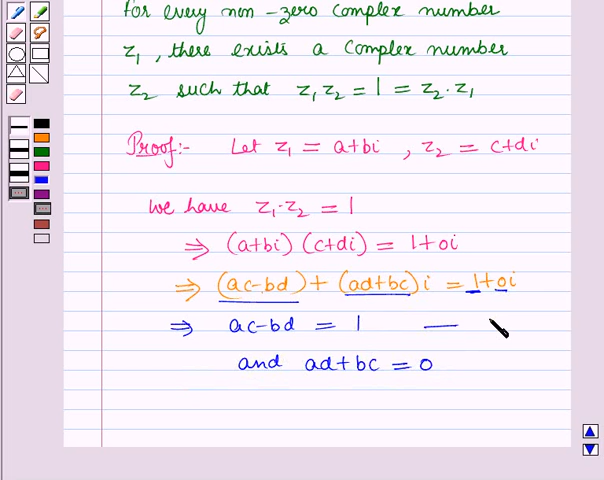 for every non-zero complex number
z₁, there exists a complex number
z₂ such that z₁z₂ = 1 = z₂·z₁
Proof:- Let z₁ = a+bi , z₂ = c+di
we have z₁·z₂ = 1
⇒ (a+bi) (c+di) = 1+0i
⇒ (ac-bd) + (ad+bc)i = 1+0i
⇒ ac-bd = 1 —
and ad+bc = 0